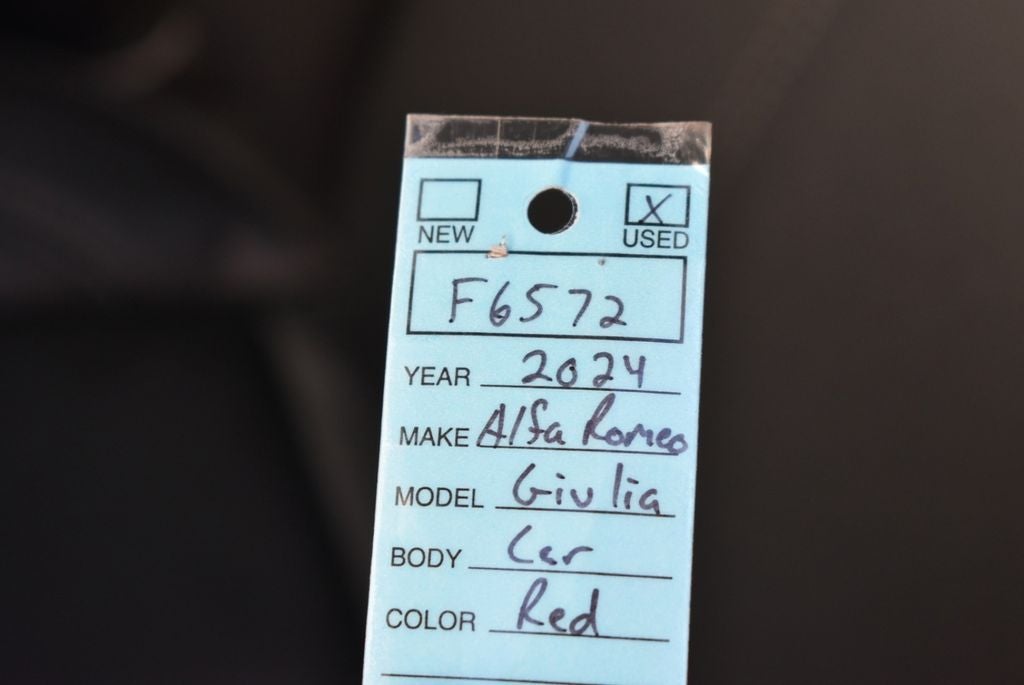 NEW X USED
F6572
YEAR 2024
MAKE Alfa Romeo
MODEL Giulia
BODY Car
COLOR Red